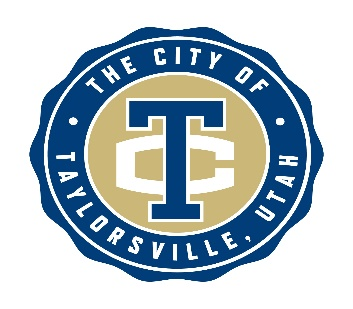 THE CITY OF
TC
TAYLORSVILLE, UTAH